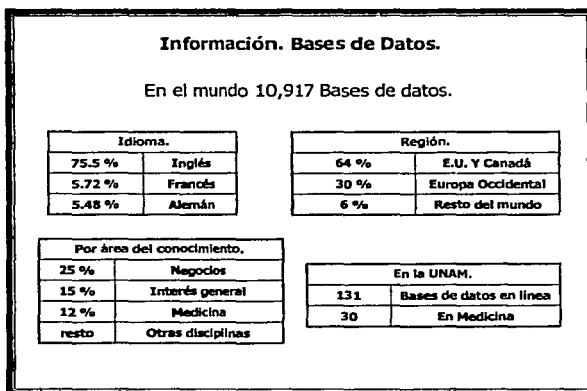 Información. Bases de Datos.
En el mundo 10,917 Bases de datos.
Idioma.
75.5 % Inglés
5.72 % Francés
5.48 % Alemán
Región.
64 % E.U. Y Canadá
30 % Europa Occidental
6 % Resto del mundo
Por área del conocimiento.
25 % Negocios
15 % Interés general
12 % Medicina
resto Otras disciplinas
En la UNAM.
131 Bases de datos en linea
30 En Medicina